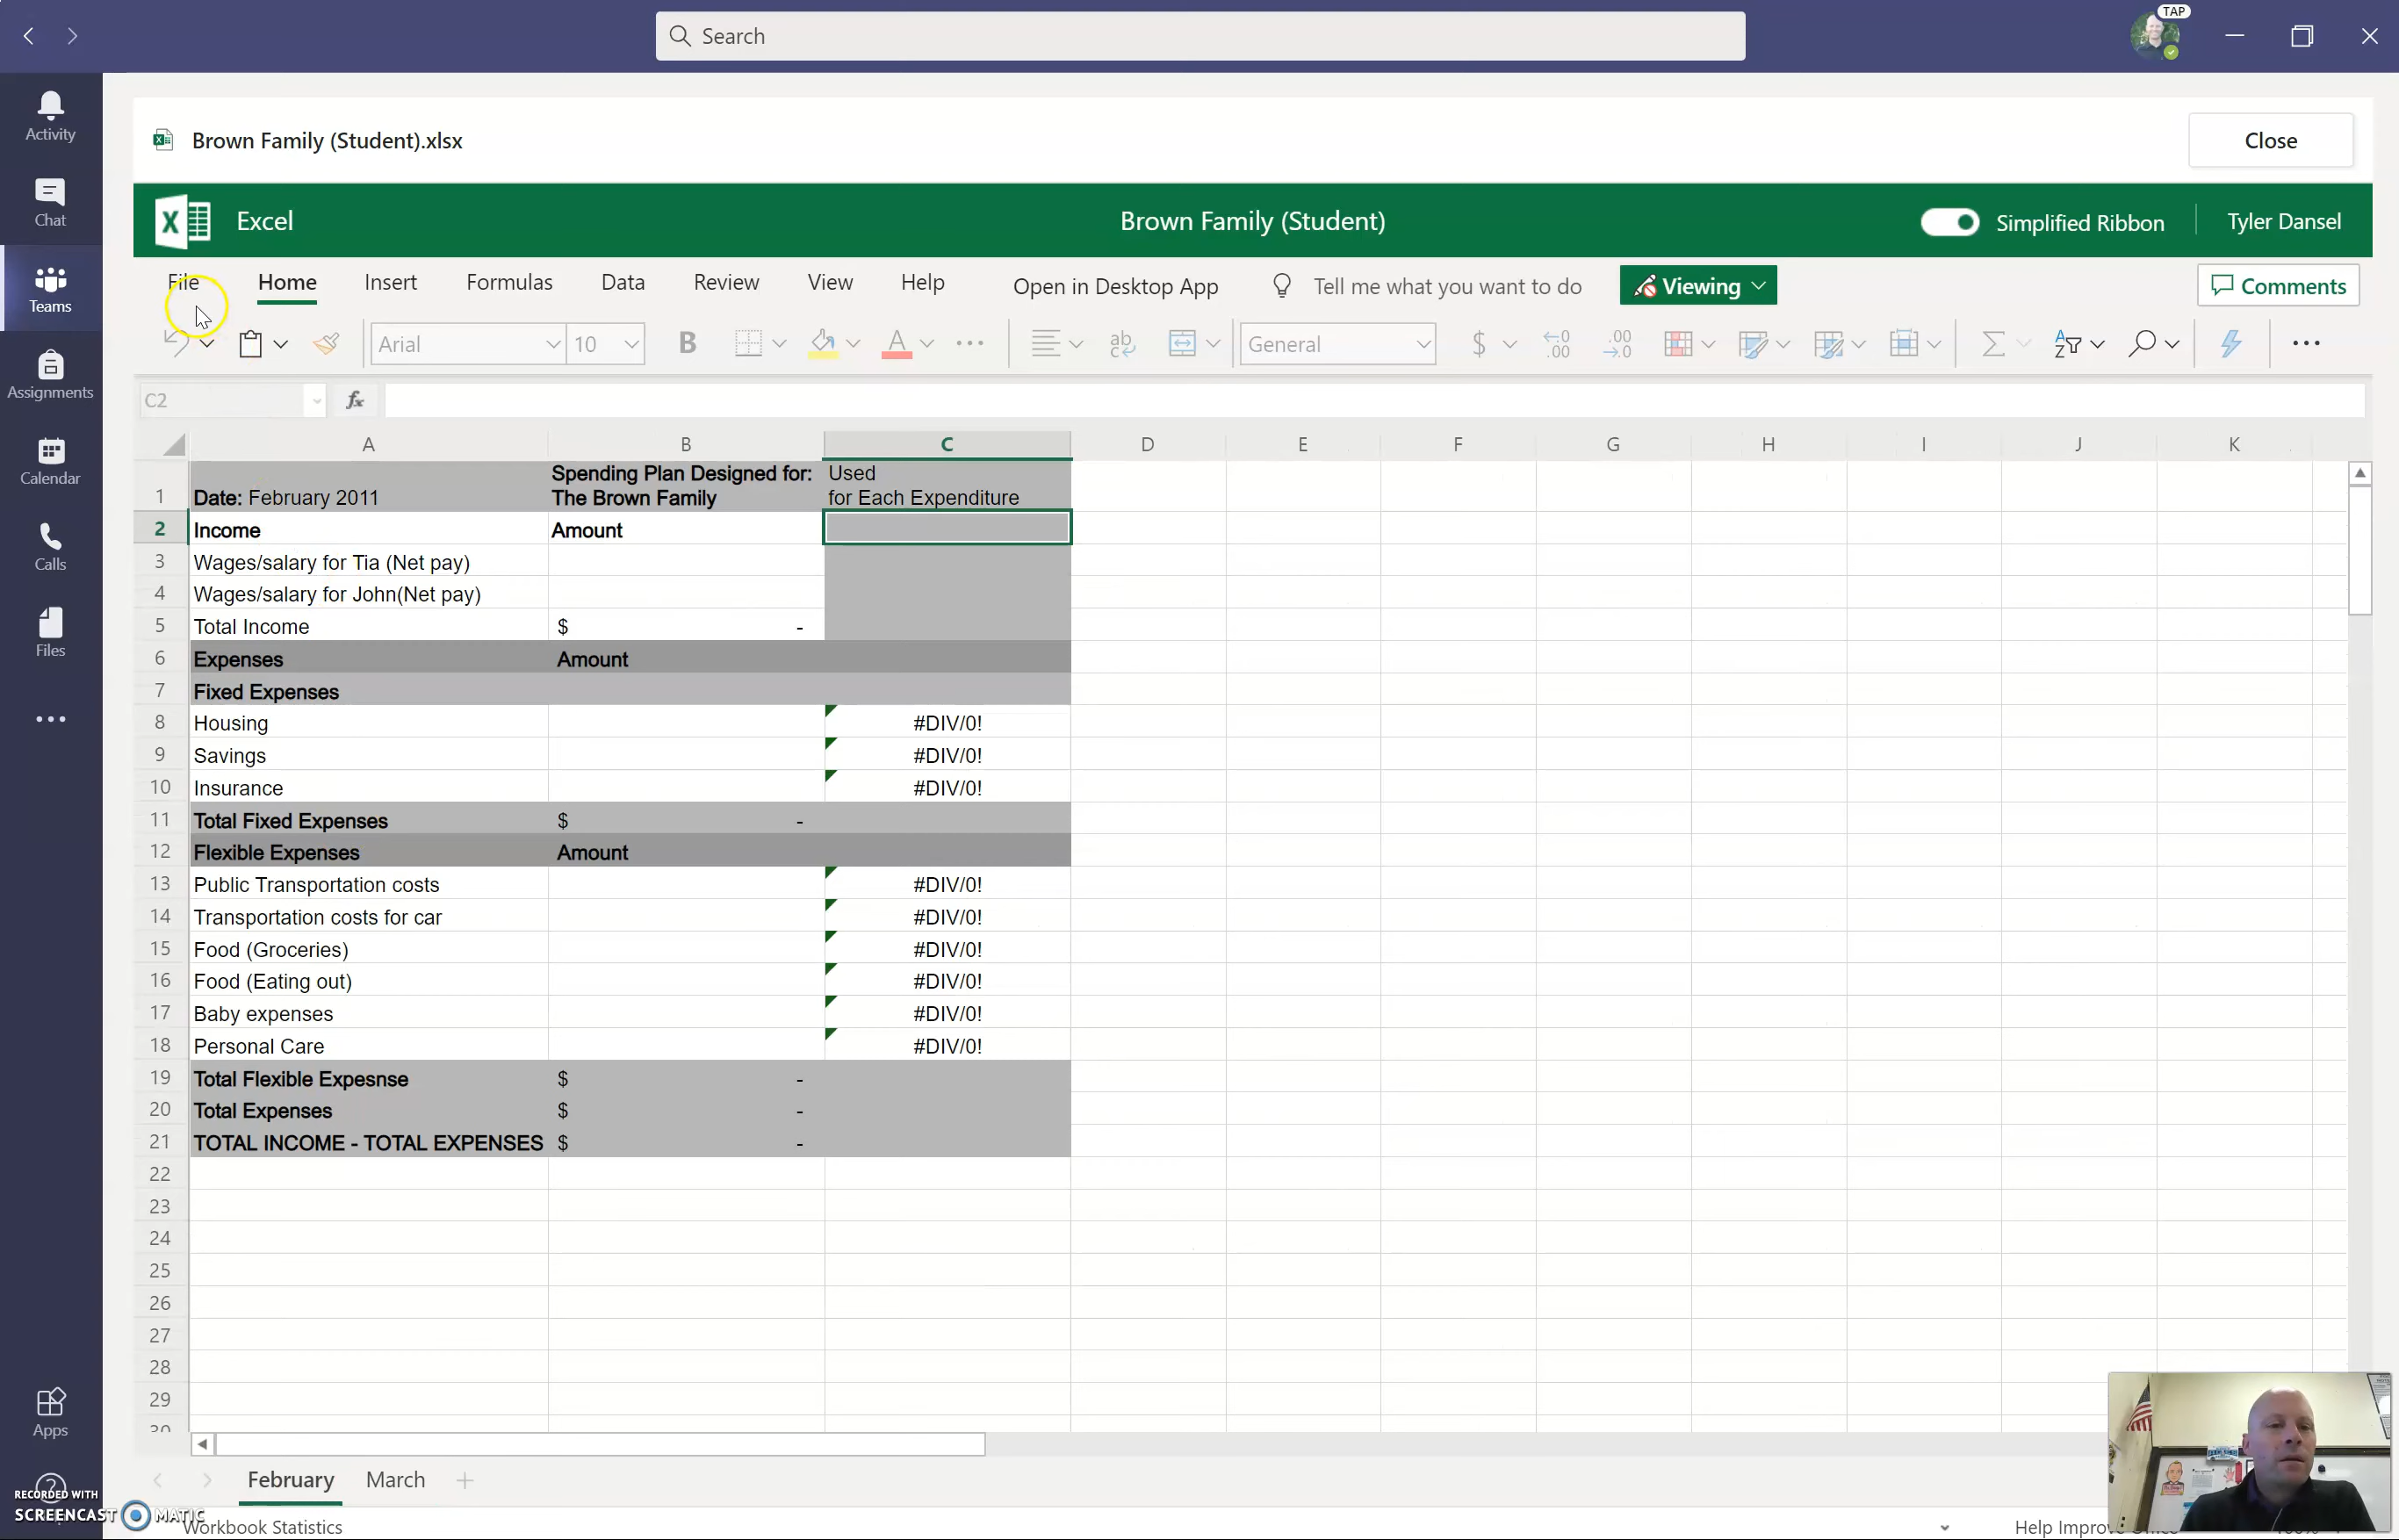 TAP
Search
Activity
Chat
Teams
Assignments
Calendar
Calls
Files
Apps
Brown Family (Student).xlsx
Close
Excel
Brown Family (Student)
Simplified Ribbon
Tyler Dansel
File Home Insert Formulas Data Review View Help Open in Desktop App Tell me what you want to do Viewing Comments
Arial 10 B A ab c General $ .00 .00 A Z
C2 fx
A B C D E F G H I J K
1 Date: February 2011 Spending Plan Designed for: The Brown Family Used for Each Expenditure
2 Income Amount
3 Wages/salary for Tia (Net pay)
4 Wages/salary for John(Net pay)
5 Total Income $ -
6 Expenses Amount
7 Fixed Expenses
8 Housing #DIV/0!
9 Savings #DIV/0!
10 Insurance #DIV/0!
11 Total Fixed Expenses $ -
12 Flexible Expenses Amount
13 Public Transportation costs #DIV/0!
14 Transportation costs for car #DIV/0!
15 Food (Groceries) #DIV/0!
16 Food (Eating out) #DIV/0!
17 Baby expenses #DIV/0!
18 Personal Care #DIV/0!
19 Total Flexible Expesnse $ -
20 Total Expenses $ -
21 TOTAL INCOME - TOTAL EXPENSES $ -
22
23
24
25
26
27
28
29
30
February March
RECORDED WITH
SCREENCAST MATIC
Workbook Statistics
Help